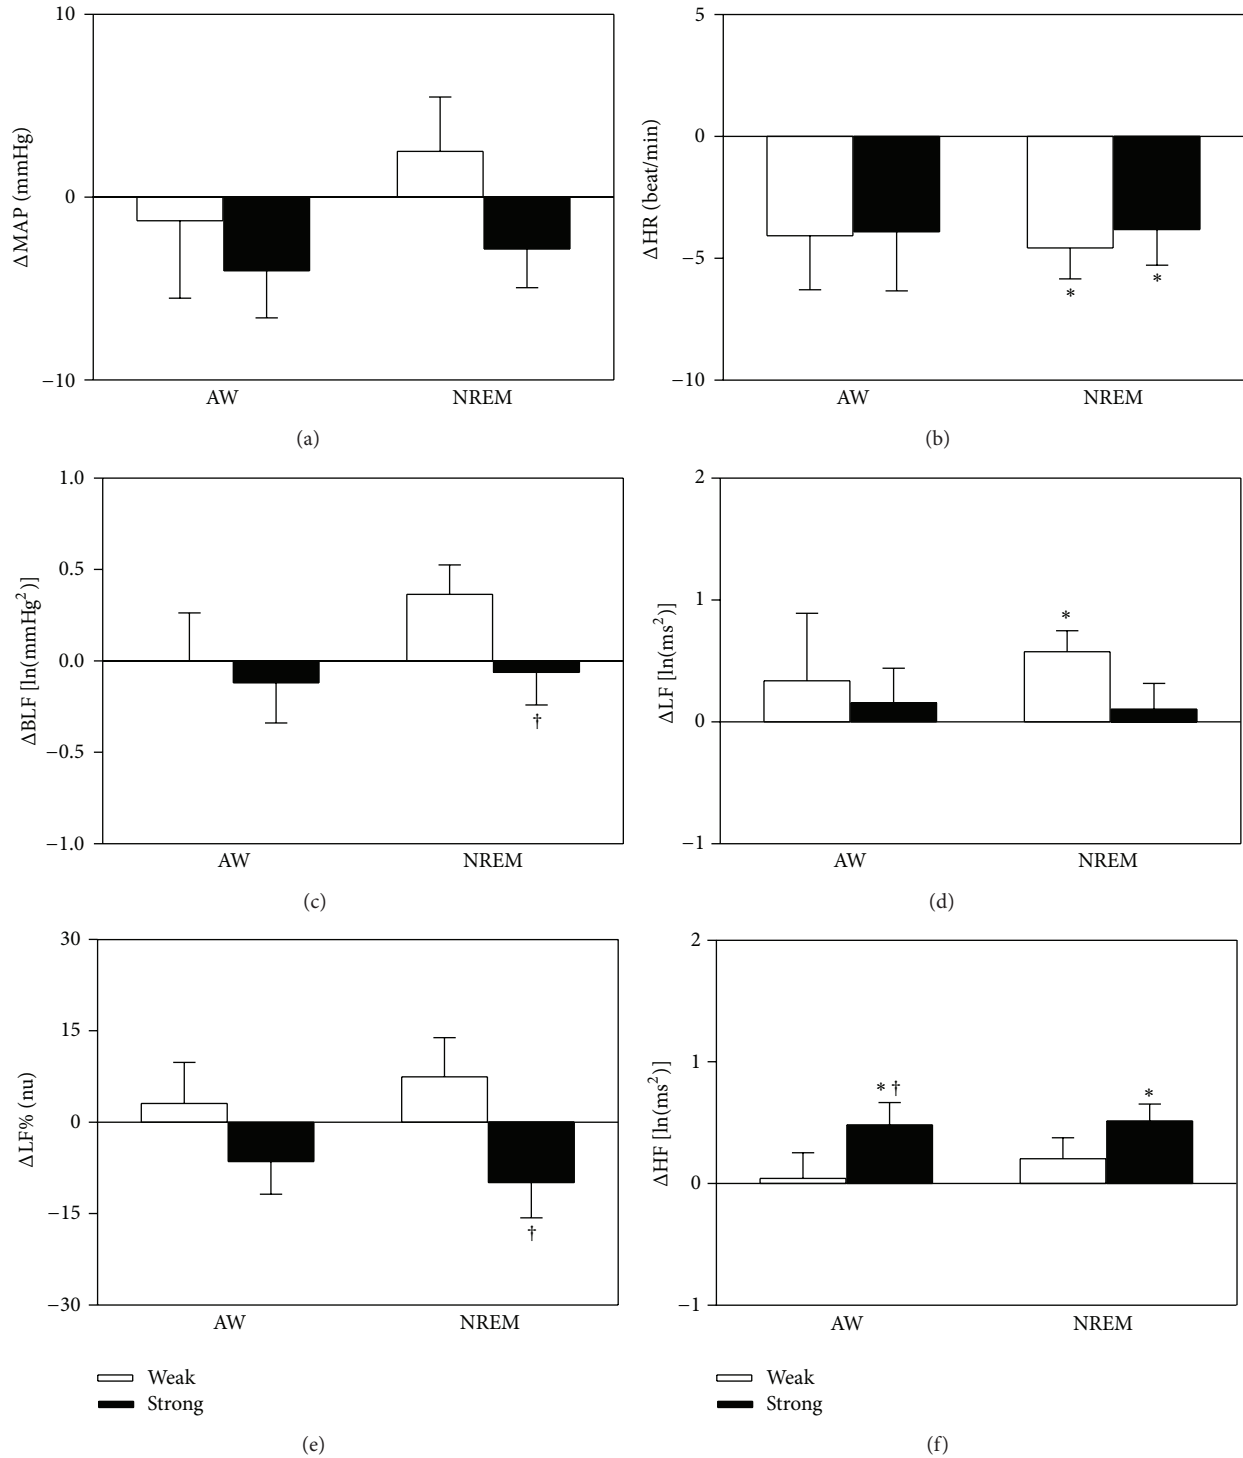 10
0
−10
ΔMAP (mmHg)
AW
NREM
(a)
5
0
−5
−10
ΔHR (beat/min)
*
*
AW
NREM
(b)
1.0
0.5
0.0
−0.5
−1.0
ΔBLF [ln(mmHg²)]
†
AW
NREM
(c)
2
1
0
−1
ΔLF [ln(ms²)]
*
AW
NREM
(d)
30
15
0
−15
−30
ΔLF% (nu)
†
AW
NREM
Weak
Strong
(e)
2
1
0
−1
ΔHF [ln(ms²)]
* †
*
AW
NREM
Weak
Strong
(f)